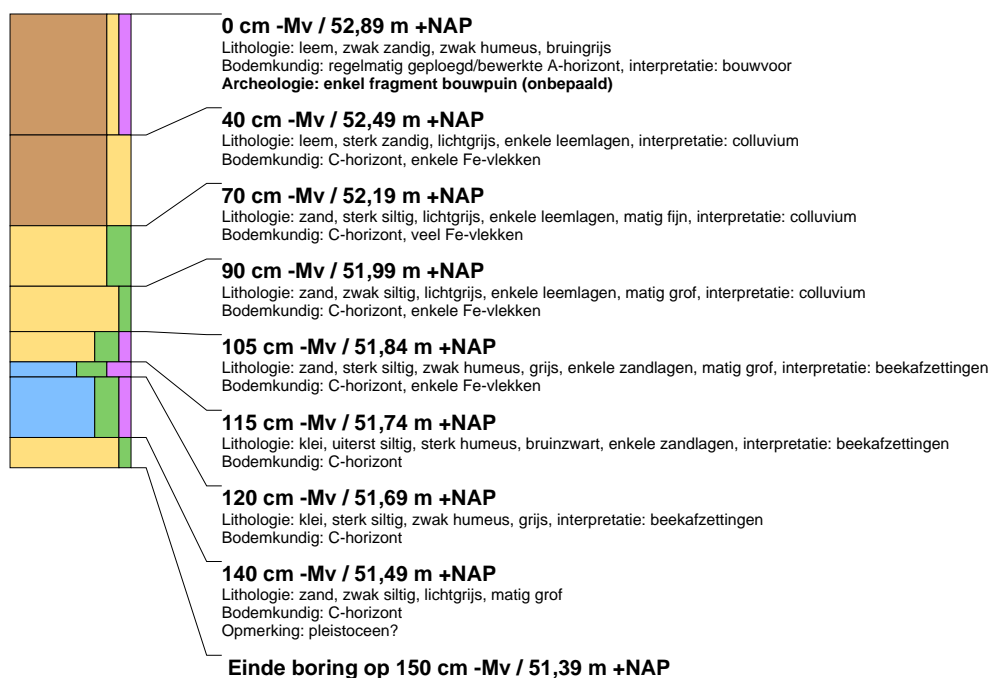 0 cm -Mv / 52,89 m +NAP
Lithologie: leem, zwak zandig, zwak humeus, bruingrijs
Bodemkundig: regelmatig geploegd/bewerkte A-horizont, interpretatie: bouwvoor
Archeologie: enkel fragment bouwpuin (onbepaald)
40 cm -Mv / 52,49 m +NAP
Lithologie: leem, sterk zandig, lichtgrijs, enkele leemlagen, interpretatie: colluvium
Bodemkundig: C-horizont, enkele Fe-vlekken
70 cm -Mv / 52,19 m +NAP
Lithologie: zand, sterk siltig, lichtgrijs, enkele leemlagen, matig fijn, interpretatie: colluvium
Bodemkundig: C-horizont, veel Fe-vlekken
90 cm -Mv / 51,99 m +NAP
Lithologie: zand, zwak siltig, lichtgrijs, enkele leemlagen, matig grof, interpretatie: colluvium
Bodemkundig: C-horizont, enkele Fe-vlekken
105 cm -Mv / 51,84 m +NAP
Lithologie: zand, sterk siltig, zwak humeus, grijs, enkele zandlagen, matig grof, interpretatie: beekafzettingen
Bodemkundig: C-horizont, enkele Fe-vlekken
115 cm -Mv / 51,74 m +NAP
Lithologie: klei, uiterst siltig, sterk humeus, bruinzwart, enkele zandlagen, interpretatie: beekafzettingen
Bodemkundig: C-horizont
120 cm -Mv / 51,69 m +NAP
Lithologie: klei, sterk siltig, zwak humeus, grijs, interpretatie: beekafzettingen
Bodemkundig: C-horizont
140 cm -Mv / 51,49 m +NAP
Lithologie: zand, zwak siltig, lichtgrijs, matig grof
Bodemkundig: C-horizont
Opmerking: pleistoceen?
Einde boring op 150 cm -Mv / 51,39 m +NAP